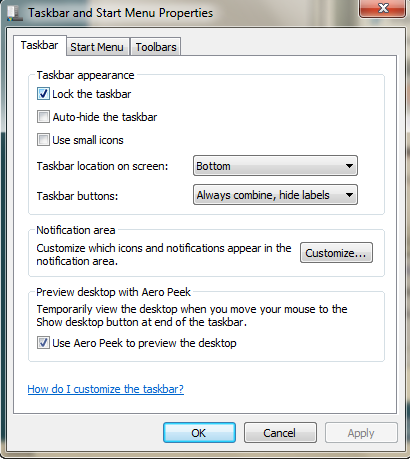 Taskbar and Start Menu Properties
Taskbar Start Menu Toolbars
Taskbar appearance
Lock the taskbar
Auto-hide the taskbar
Use small icons
Taskbar location on screen: Bottom
Taskbar buttons: Always combine, hide labels
Notification area
Customize which icons and notifications appear in the
notification area.
Customize...
Preview desktop with Aero Peek
Temporarily view the desktop when you move your mouse to the
Show desktop button at end of the taskbar.
Use Aero Peek to preview the desktop
How do I customize the taskbar?
OK Cancel Apply